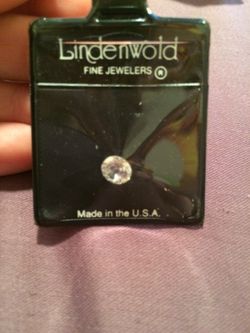 Lindenwold
FINE JEWELERS ®
Made in the U.S.A.